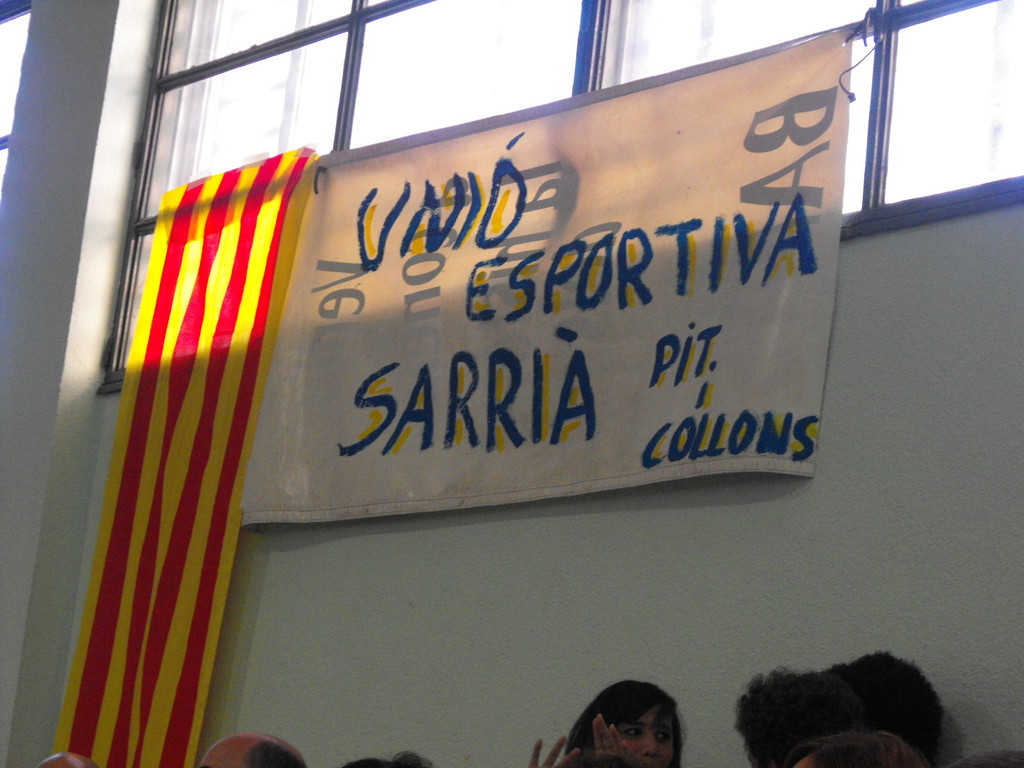 UNIÓ
ESPORTIVA
SARRIÀ
PIT i
COLLONS